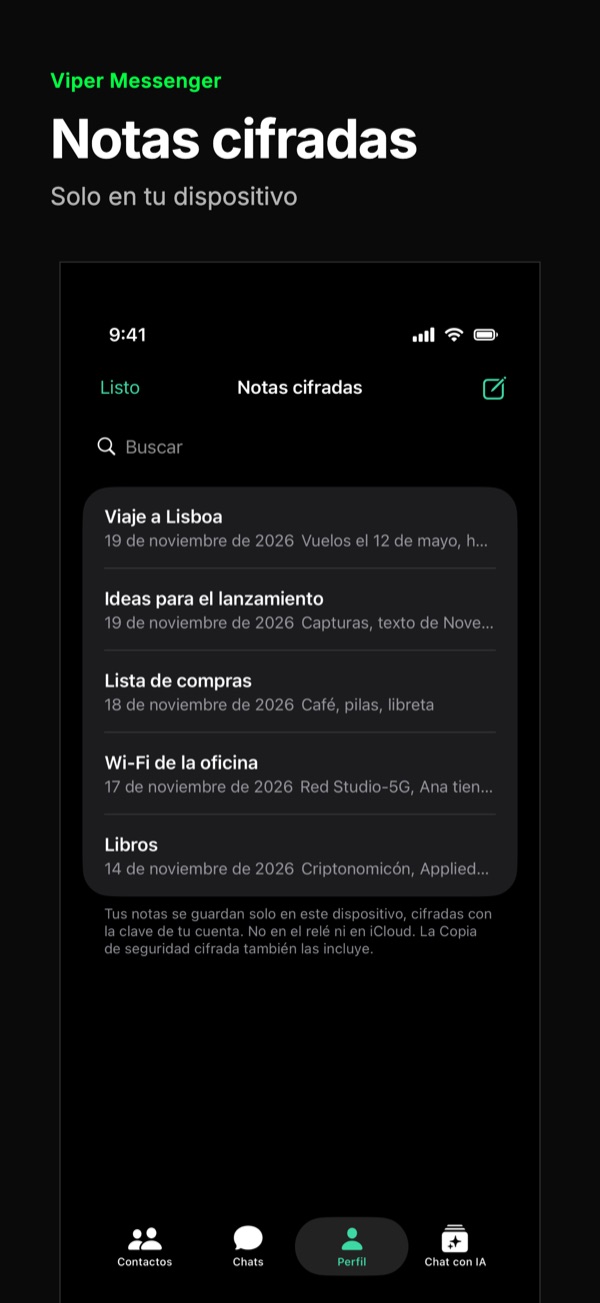 Viper Messenger
Notas cifradas
Solo en tu dispositivo
9:41
Listo
Notas cifradas
Buscar
Viaje a Lisboa
19 de noviembre de 2026 Vuelos el 12 de mayo, h...
Ideas para el lanzamiento
19 de noviembre de 2026 Capturas, texto de Nove...
Lista de compras
18 de noviembre de 2026 Café, pilas, libreta
Wi-Fi de la oficina
17 de noviembre de 2026 Red Studio-5G, Ana tien...
Libros
14 de noviembre de 2026 Criptonomicón, Applied...
Tus notas se guardan solo en este dispositivo, cifradas con
la clave de tu cuenta. No en el relé ni en iCloud. La Copia
de seguridad cifrada también las incluye.
Contactos
Chats
Perfil
Chat con IA